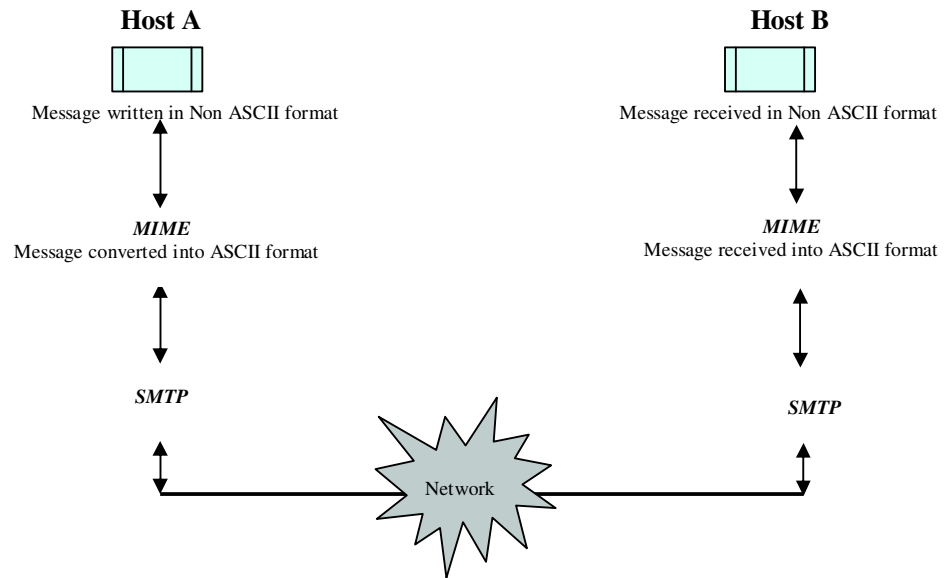 Host A
Message written in Non ASCII format
MIME
Message converted into ASCII format
SMTP
Host B
Message received in Non ASCII format
MIME
Message received into ASCII format
SMTP
Network